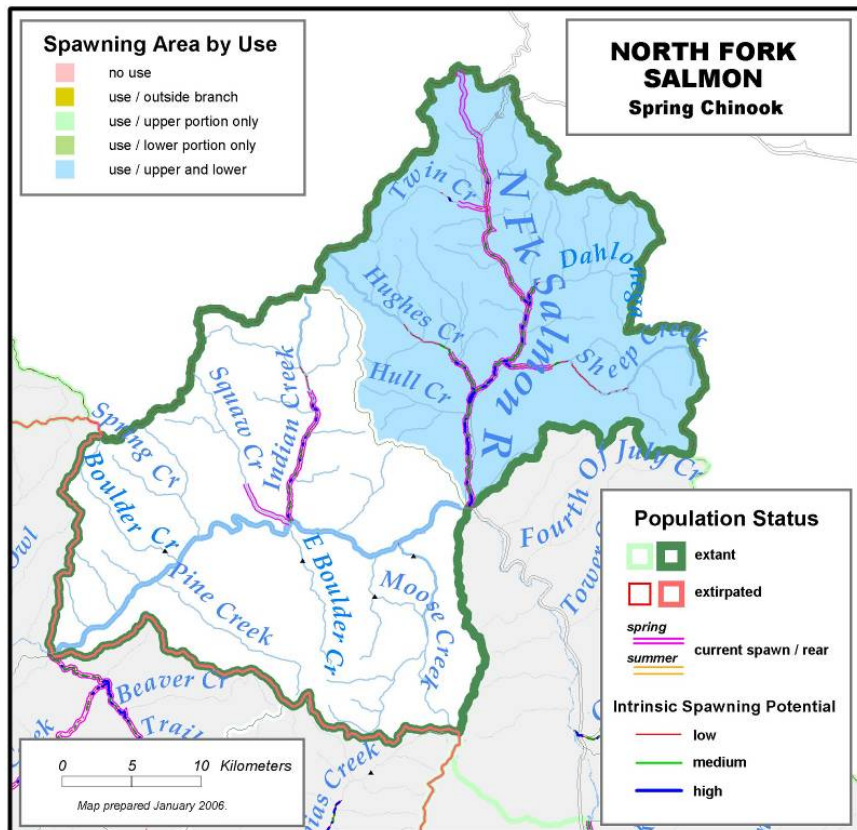 Spawning Area by Use
no use
use / outside branch
use / upper portion only
use / lower portion only
use / upper and lower
NORTH FORK
SALMON
Spring Chinook
Twin Cr
N Fk Salmon R
Dahlonega
Hughes Cr
Sheep Creek
Hull Cr
Indian Creek
Squaw Cr
Spring Cr
Boulder Cr
Fourth Of July Cr
Owl
Tower
E Boulder Cr
Moose Creek
Pine Creek
Beaver Cr
Trail
Creek
Population Status
extant
extirpated
spring
summer
current spawn / rear
Intrinsic Spawning Potential
low
medium
high
0 5 10 Kilometers
Map prepared January 2006.